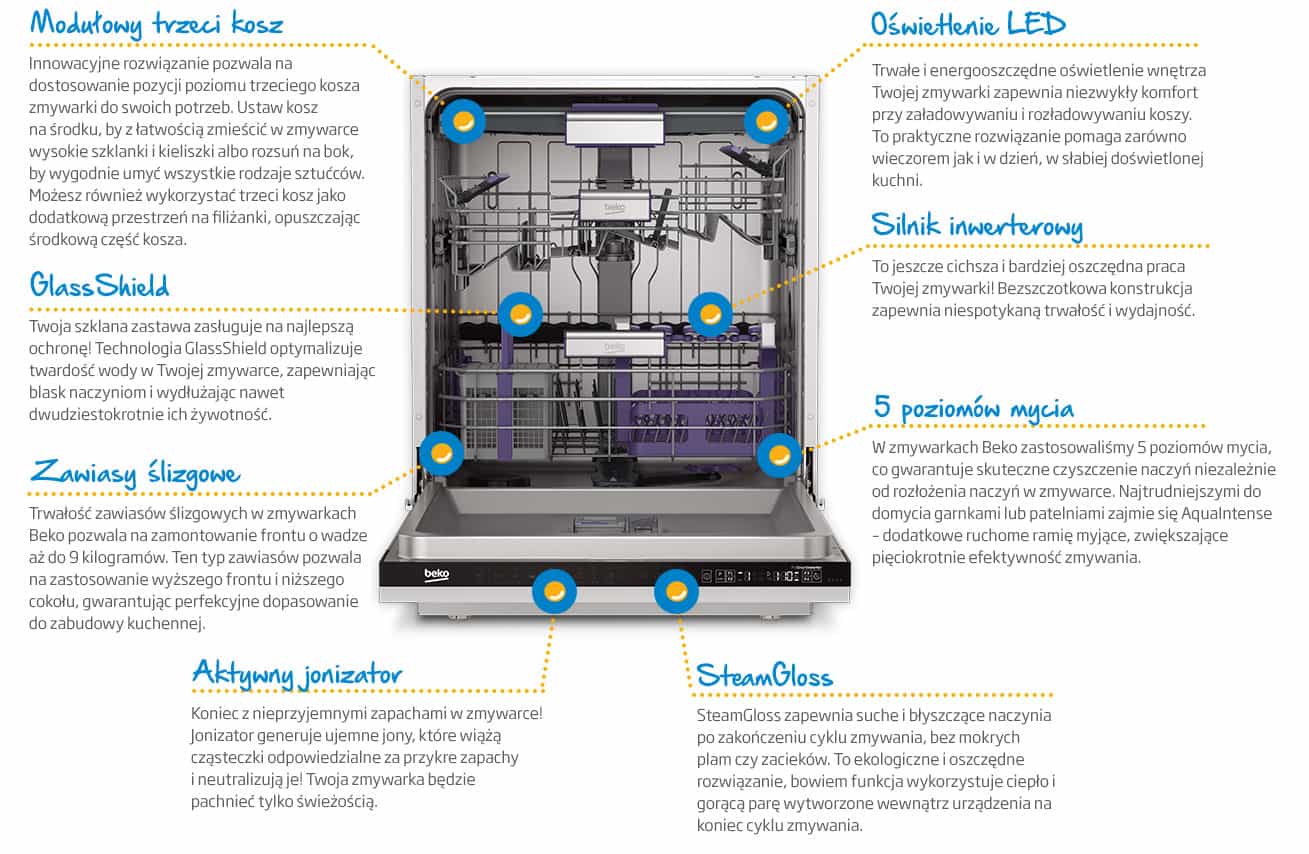 Modułowy trzeci kosz
Innowacyjne rozwiązanie pozwala na
dostosowanie pozycji poziomu trzeciego kosza
zmywarki do swoich potrzeb. Ustaw kosz
na środku, by z łatwością zmieścić w zmywarce
wysokie szklanki i kieliszki albo rozsuń na bok,
by wygodnie umyć wszystkie rodzaje sztućców.
Możesz również wykorzystać trzeci kosz jako
dodatkową przestrzeń na filiżanki, opuszczając
środkową część kosza.
GlassShield
Twoja szklana zastawa zasługuje na najlepszą
ochronę! Technologia GlassShield optymalizuje
twardość wody w Twojej zmywarce, zapewniając
blask naczyniom i wydłużając nawet
dwudziestokrotnie ich żywotność.
Zawiasy ślizgowe
Trwałość zawiasów ślizgowych w zmywarkach
Beko pozwala na zamontowanie frontu o wadze
aż do 9 kilogramów. Ten typ zawiasów pozwala
na zastosowanie wyższego frontu i niższego
cokołu, gwarantując perfekcyjne dopasowanie
do zabudowy kuchennej.
Oświetlenie LED
Trwałe i energooszczędne oświetlenie wnętrza
Twojej zmywarki zapewnia niezwykły komfort
przy załadowywaniu i rozładowywaniu koszy.
To praktyczne rozwiązanie pomaga zarówno
wieczorem jak i w dzień, w słabiej doświetlonej
kuchni.
Silnik inwerterowy
To jeszcze cichsza i bardziej oszczędna praca
Twojej zmywarki! Bezszczotkowa konstrukcja
zapewnia niespotykaną trwałość i wydajność.
5 poziomów mycia
W zmywarkach Beko zastosowaliśmy 5 poziomów mycia,
co gwarantuje skuteczne czyszczenie naczyń niezależnie
od rozłożenia naczyń w zmywarce. Najtrudniejszymi do
domycia garnkami lub patelniami zajmie się AquaIntense
– dodatkowe ruchome ramię myjące, zwiększające
pięciokrotnie efektywność zmywania.
beko
beko
beko
Aktywny jonizator
Koniec z nieprzyjemnymi zapachami w zmywarce!
Jonizator generuje ujemne jony, które wiążą
cząsteczki odpowiedzialne za przykre zapachy
i neutralizują je! Twoja zmywarka będzie
pachnieć tylko świeżością.
SteamGloss
SteamGloss zapewnia suche i błyszczące naczynia
po zakończeniu cyklu zmywania, bez mokrych
plam czy zacieków. To ekologiczne i oszczędne
rozwiązanie, bowiem funkcja wykorzystuje ciepło i
gorącą parę wytworzone wewnątrz urządzenia na
koniec cyklu zmywania.